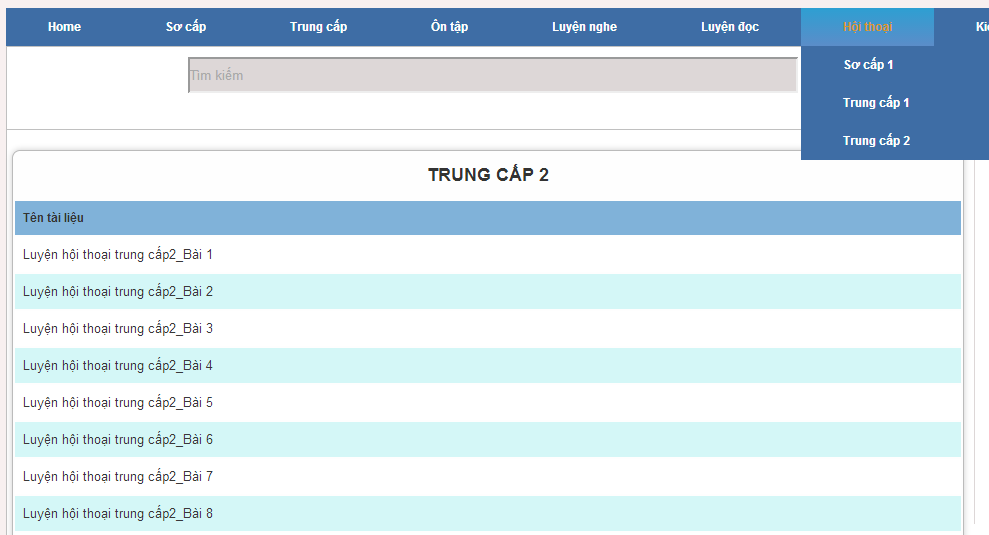 Home Sơ cấp Trung cấp Ôn tập Luyện nghe Luyện đọc Hội thoại
Sơ cấp 1
Trung cấp 1
Trung cấp 2
Tìm kiếm
TRUNG CẤP 2
Tên tài liệu
Luyện hội thoại trung cấp2_Bài 1
Luyện hội thoại trung cấp2_Bài 2
Luyện hội thoại trung cấp2_Bài 3
Luyện hội thoại trung cấp2_Bài 4
Luyện hội thoại trung cấp2_Bài 5
Luyện hội thoại trung cấp2_Bài 6
Luyện hội thoại trung cấp2_Bài 7
Luyện hội thoại trung cấp2_Bài 8